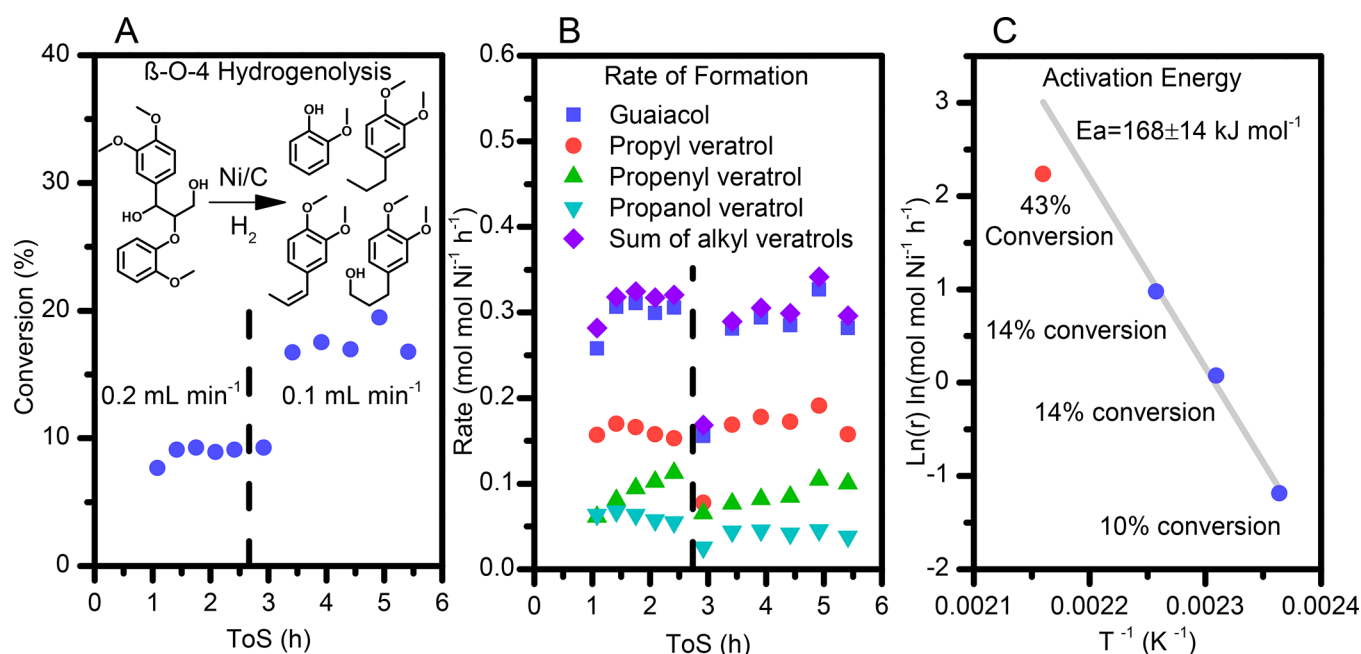 A
ß-O-4 Hydrogenolysis
Conversion (%)
40
30
20
10
0
O
O
OH
HO
O
O
Ni/C
H₂
OH
O
O
O
O
O
OH
O
O
0.2 mL min⁻¹
0.1 mL min⁻¹
0 1 2 3 4 5 6
ToS (h)
B
Rate of Formation
Guaiacol
Propyl veratrol
Propenyl veratrol
Propanol veratrol
Sum of alkyl veratrols
Rate (mol mol Ni⁻¹ h⁻¹)
0.6
0.5
0.4
0.3
0.2
0.1
0.0
0 1 2 3 4 5 6
ToS (h)
C
Activation Energy
Ea=168±14 kJ mol⁻¹
43%
Conversion
14% conversion
14% conversion
10% conversion
Ln(r) ln(mol mol Ni⁻¹ h⁻¹)
3
2
1
0
-1
-2
0.0021 0.0022 0.0023 0.0024
T⁻¹ (K⁻¹)